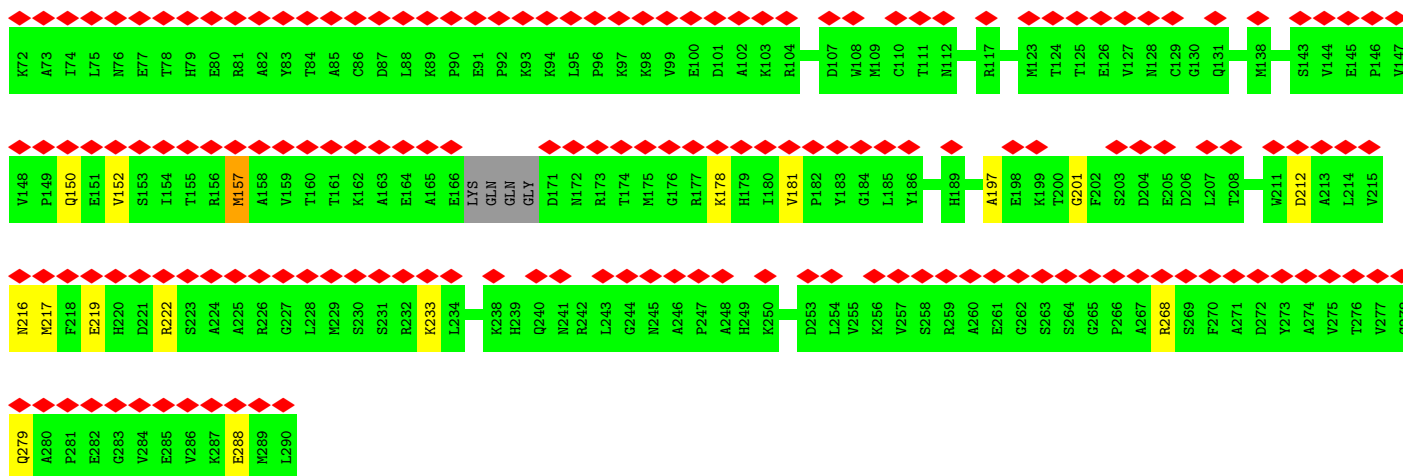 K72 A73 I74 L75 N76 E77 T78 H79 E80 R81 A82 Y83 T84 A85 C86 D87 L88 K89 P90 E91 P92 K93 K94 L95 P96 K97 K98 V99 E100 D101 A102 K103 R104 D107 W108 M109 C110 T111 N112 R117 M123 T124 T125 E126 V127 N128 C129 G130 Q131 M138 S143 V144 E145 P146 V147
V148 P149 Q150 E151 V152 S153 I154 T155 R156 M157 A158 V159 T160 T161 K162 A163 E164 A165 E166 LYS GLN GLN GLY D171 N172 R173 T174 M175 G176 R177 K178 H179 I180 V181 P182 Y183 G184 L185 Y186 H189 A197 E198 K199 T200 G201 F202 S203 D204 E205 D206 L207 T208 W211 D212 A213 L214 V215
N216 M217 F218 E219 H220 D221 R222 S223 A224 A225 R226 G227 L228 M229 S230 S231 R232 K233 L234 K238 H239 Q240 N241 R242 L243 G244 N245 A246 P247 A248 H249 K250 D253 L254 V255 K256 V257 S258 R259 A260 E261 G262 S263 S264 G265 P266 A267 R268 S269 F270 A271 D272 Y273 A274 V275 T276 V277
Q279 A280 P281 E282 G283 V284 E285 V286 K287 E288 M289 L290